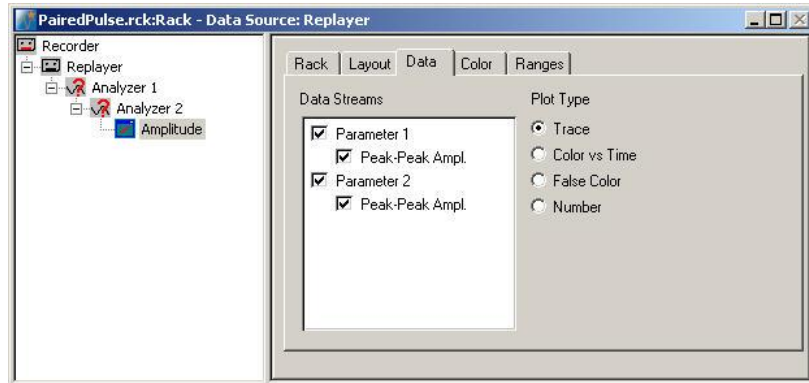 PairedPulse.rck:Rack - Data Source: Replayer
Recorder
Replayer
Analyzer 1
Analyzer 2
Amplitude
Rack Layout Data Color Ranges
Data Streams
Parameter 1
Peak-Peak Ampl.
Parameter 2
Peak-Peak Ampl.
Plot Type
Trace
Color vs Time
False Color
Number